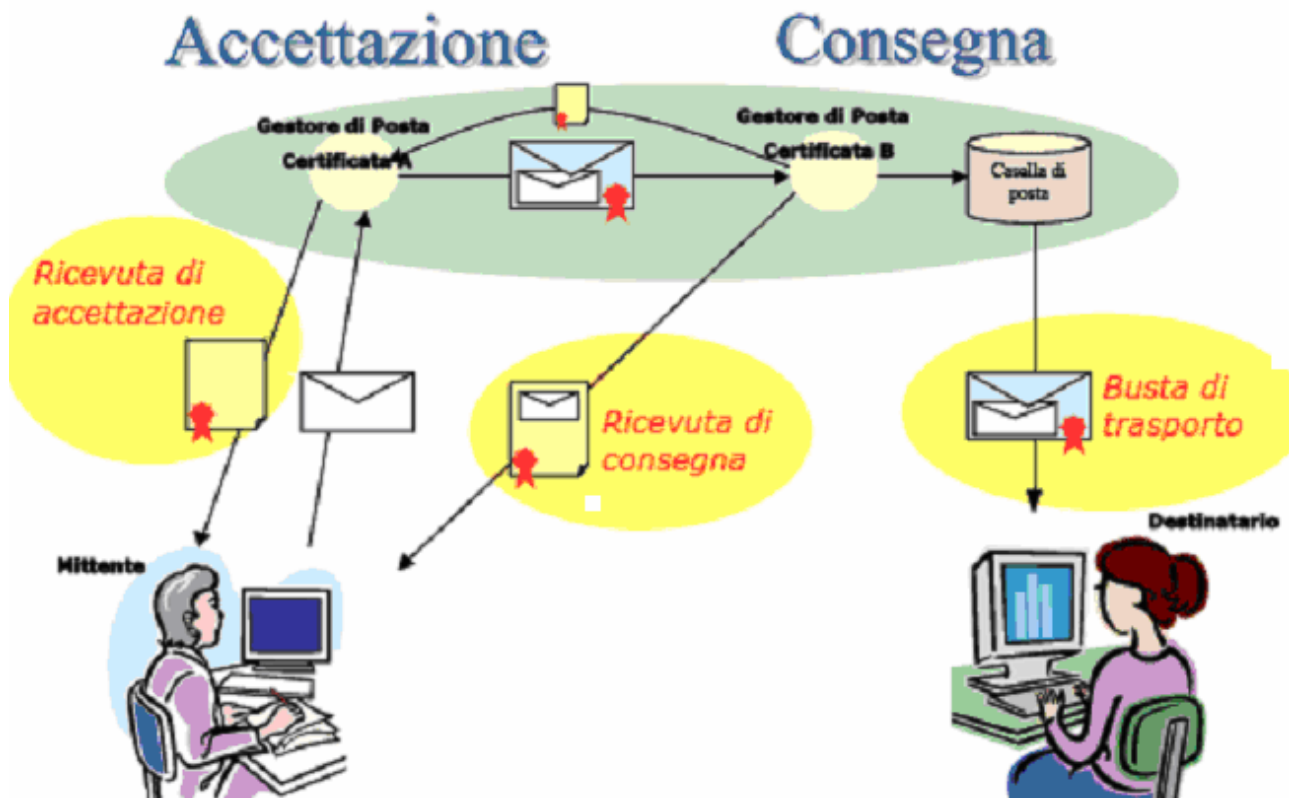 Accettazione
Consegna
Gestore di Posta
Certificata A
Gestore di Posta
Certificata B
Casella di
posta
Ricevuta di
accettazione
Ricevuta di
consegna
Busta di
trasporto
Mittente
Destinatario